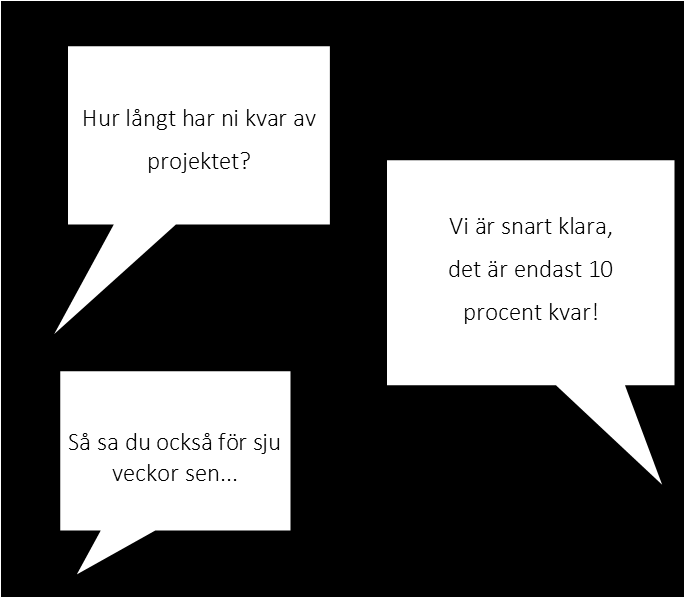 Hur långt har ni kvar av
projektet?
Vi är snart klara,
det är endast 10
procent kvar!
Så sa du också för sju
veckor sen...